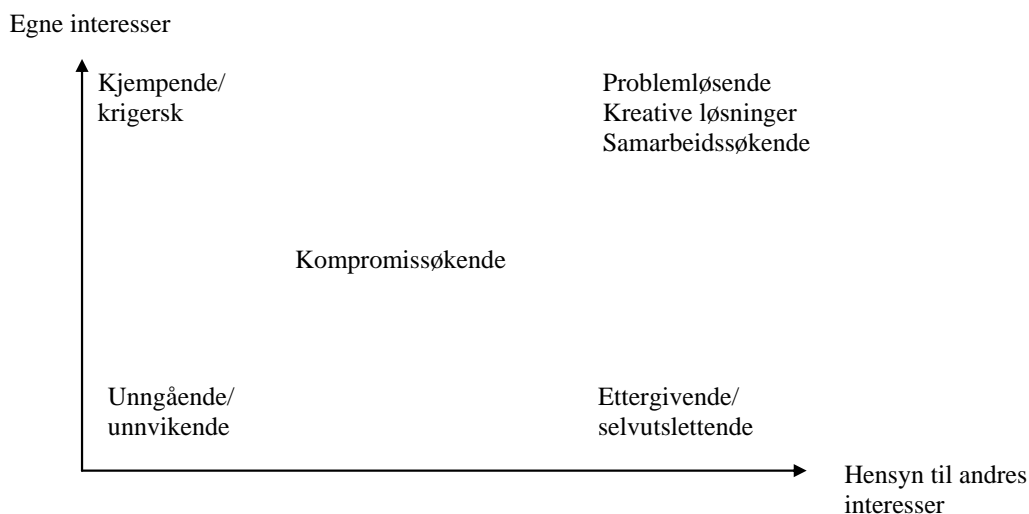 Egne interesser
Kjempende/
krigersk
Problemløsende
Kreative løsninger
Samarbeidssøkende
Kompromissøkende
Unngående/
unnvikende
Ettergivende/
selvutslettende
Hensyn til andres
interesser